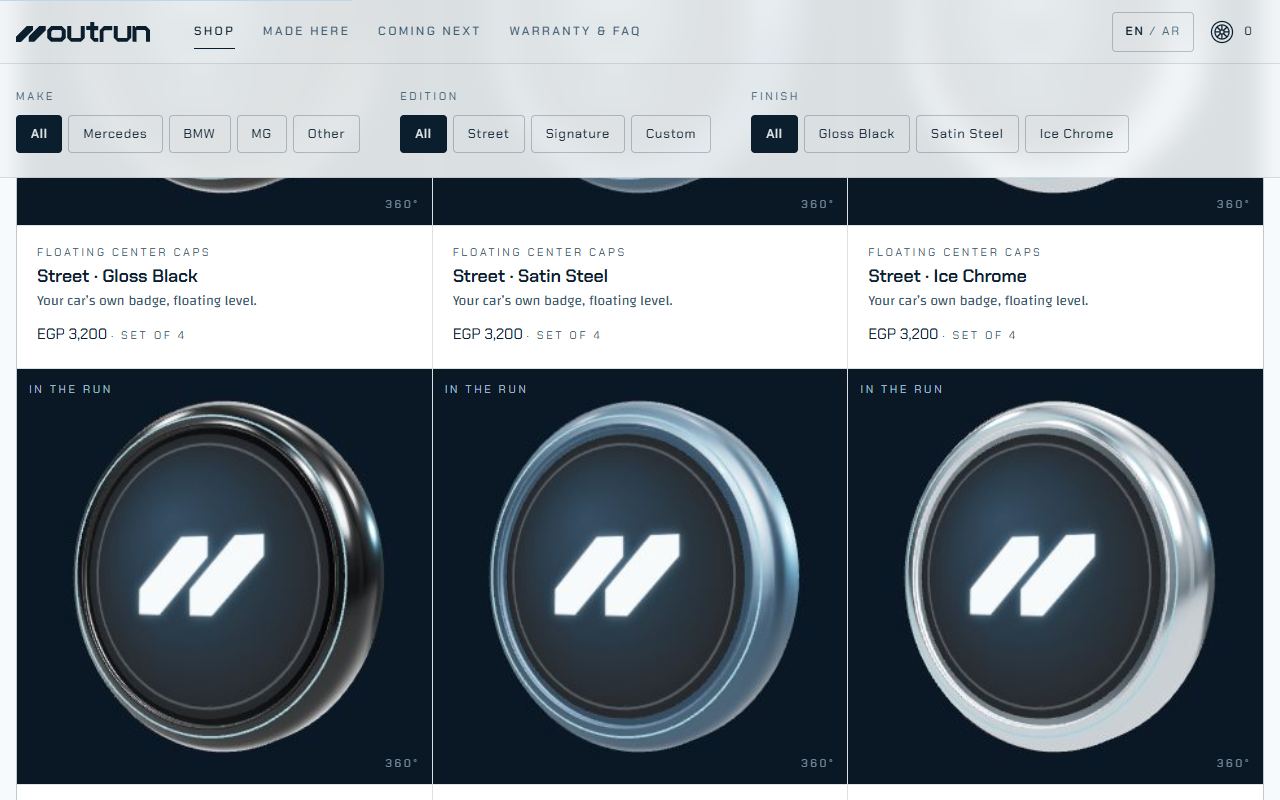 outrun
SHOP MADE HERE COMING NEXT WARRANTY & FAQ
EN / AR 0
MAKE
All Mercedes BMW MG Other
EDITION
All Street Signature Custom
FINISH
All Gloss Black Satin Steel Ice Chrome
360°
360°
360°
FLOATING CENTER CAPS
Street · Gloss Black
Your car's own badge, floating level.
EGP 3,200 · SET OF 4
FLOATING CENTER CAPS
Street · Satin Steel
Your car's own badge, floating level.
EGP 3,200 · SET OF 4
FLOATING CENTER CAPS
Street · Ice Chrome
Your car's own badge, floating level.
EGP 3,200 · SET OF 4
IN THE RUN
360°
IN THE RUN
360°
IN THE RUN
360°